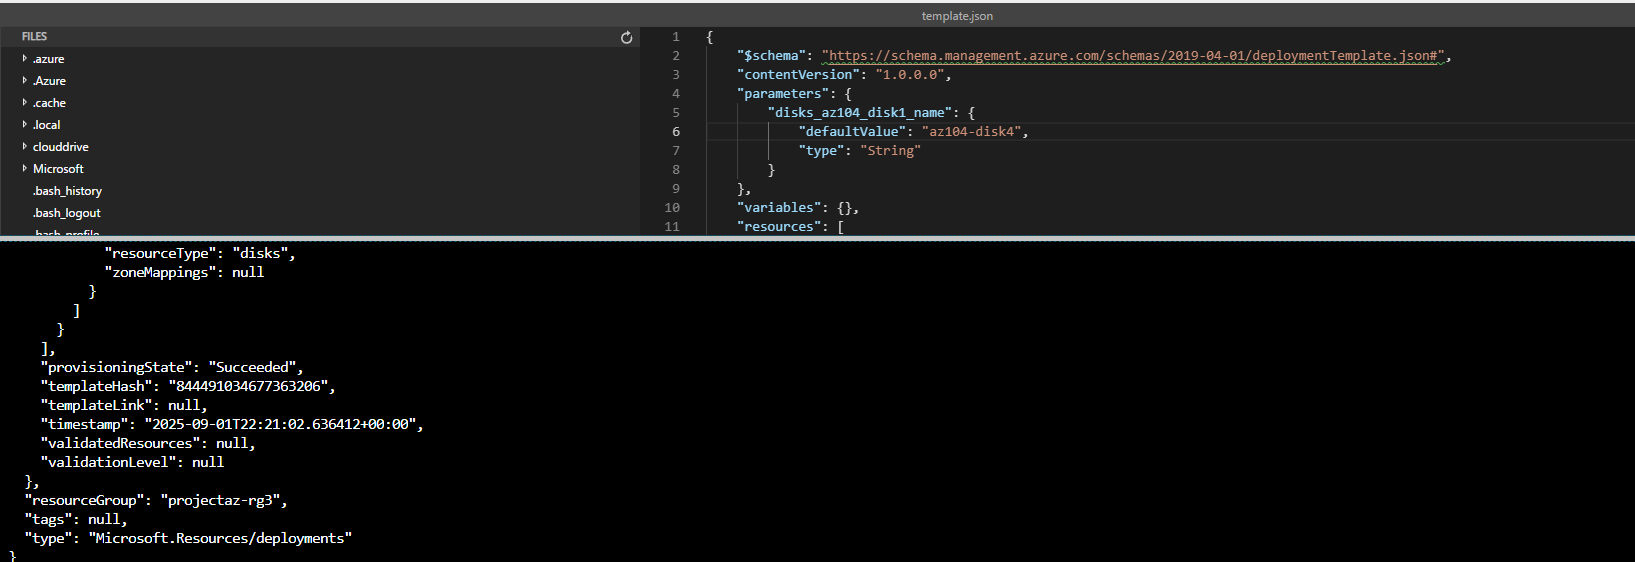 template.json
FILES
.azure
.Azure
.cache
.local
clouddrive
Microsoft
.bash_history
.bash_logout
.bash_profile
1 {
2 "$schema": "https://schema.management.azure.com/schemas/2019-04-01/deploymentTemplate.json#",
3 "contentVersion": "1.0.0.0",
4 "parameters": {
5 "disks_az104_disk1_name": {
6 "defaultValue": "az104-disk4",
7 "type": "String"
8 }
9 },
10 "variables": {},
11 "resources": [
"resourceType": "disks",
"zoneMappings": null
}
]
}
],
"provisioningState": "Succeeded",
"templateHash": "844491034677363206",
"templateLink": null,
"timestamp": "2025-09-01T22:21:02.636412+00:00",
"validatedResources": null,
"validationLevel": null
},
"resourceGroup": "projectaz-rg3",
"tags": null,
"type": "Microsoft.Resources/deployments"
}